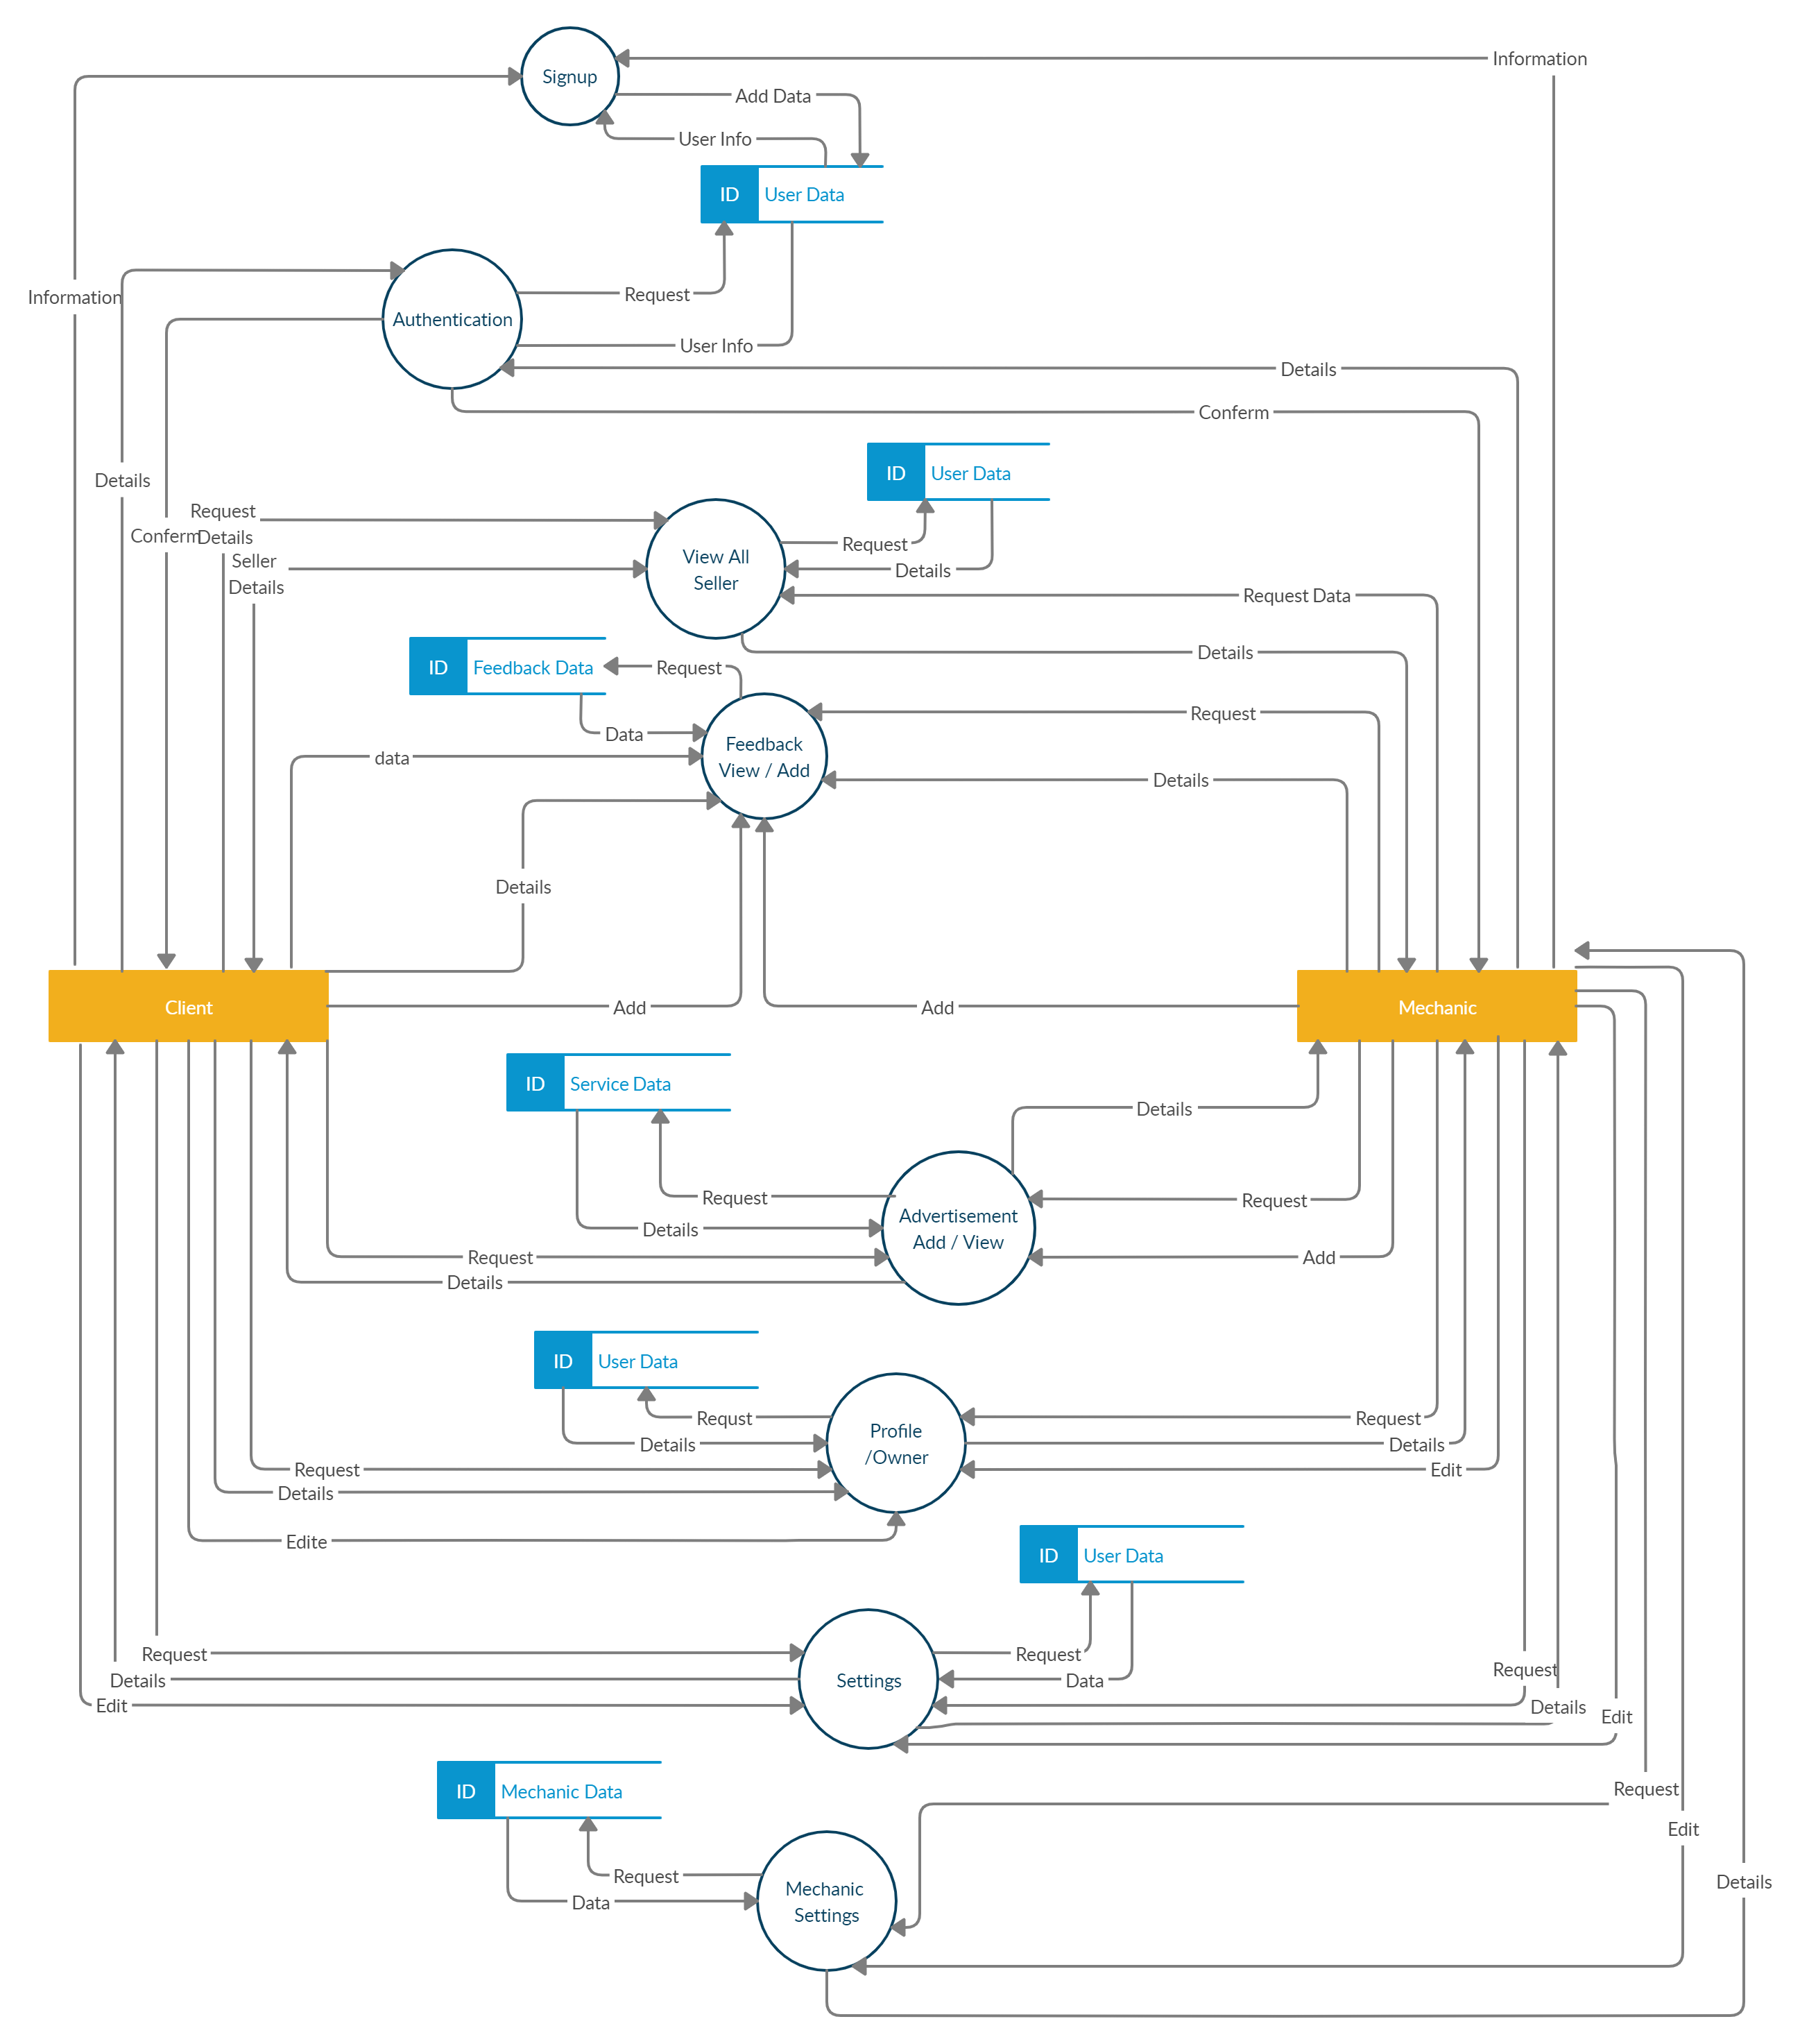 Information
Signup
Add Data
User Info
ID
User Data
Information
Request
Authentication
User Info
Details
Conferm
ID
User Data
Details
Request
Details
Conferm
Seller
Details
View All
Seller
Request
Details
Request Data
Details
ID
Feedback Data
Request
Data
Request
data
Feedback
View / Add
Details
Details
Client
Add
Add
Mechanic
ID
Service Data
Details
Request
Request
Advertisement
Add / View
Details
Request
Add
Details
ID
User Data
Requst
Request
Profile
/Owner
Details
Details
Request
Edit
Details
Edite
ID
User Data
Request
Request
Request
Settings
Details
Data
Edit
Details
Edit
ID
Mechanic Data
Request
Edit
Request
Details
Mechanic
Settings
Data